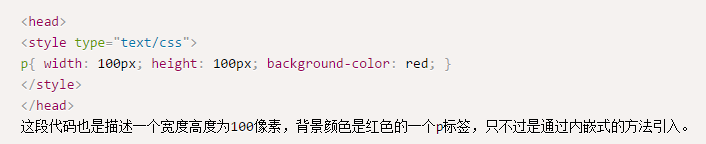 <head>
<style type="text/css">
p{ width: 100px; height: 100px; background-color: red; }
</style>
</head>
这段代码也是描述一个宽度高度为100像素，背景颜色是红色的一个p标签，只不过是通过内嵌式的方法引入。